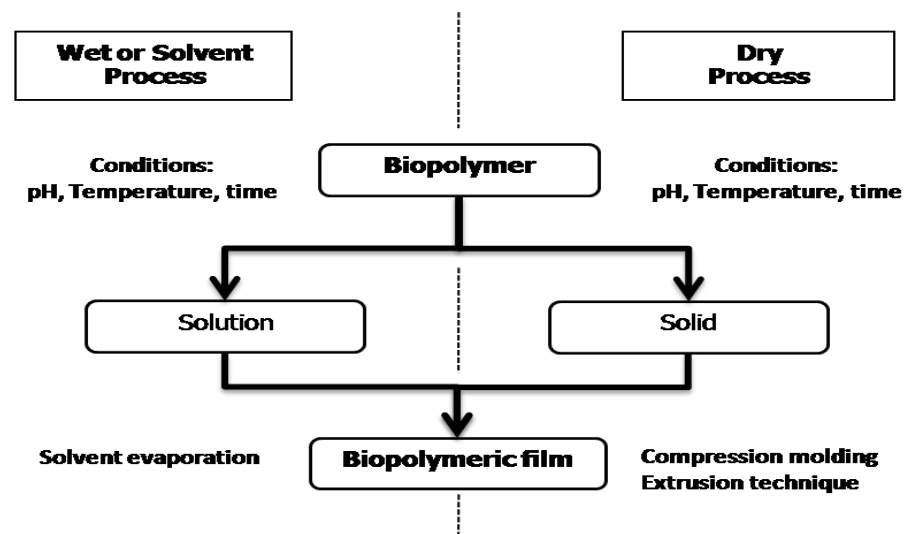 Wet or Solvent
Process
Dry
Process
Conditions:
pH, Temperature, time
Biopolymer
Conditions:
pH, Temperature, time
Solution
Solid
Solvent evaporation
Biopolymeric film
Compression molding
Extrusion technique